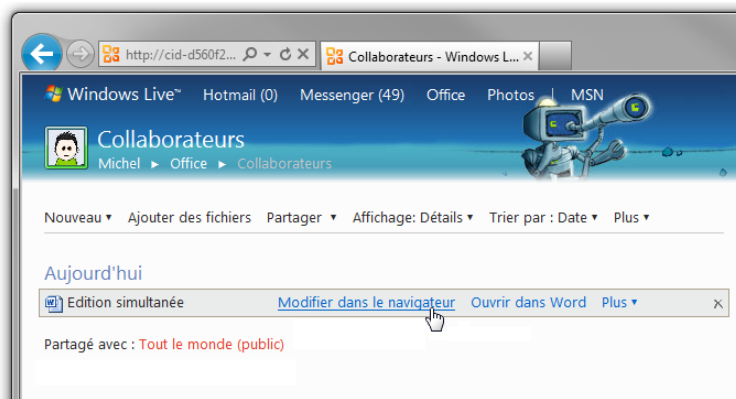 http://cid-d560f2...
Collaborateurs - Windows L...
Windows Live™ Hotmail (0) Messenger (49) Office Photos MSN
Collaborateurs
Michel ► Office ► Collaborateurs
Nouveau ▾ Ajouter des fichiers Partager ▾ Affichage: Détails ▾ Trier par : Date ▾ Plus ▾
Aujourd'hui
Edition simultanée Modifier dans le navigateur Ouvrir dans Word Plus ▾
Partagé avec : Tout le monde (public)